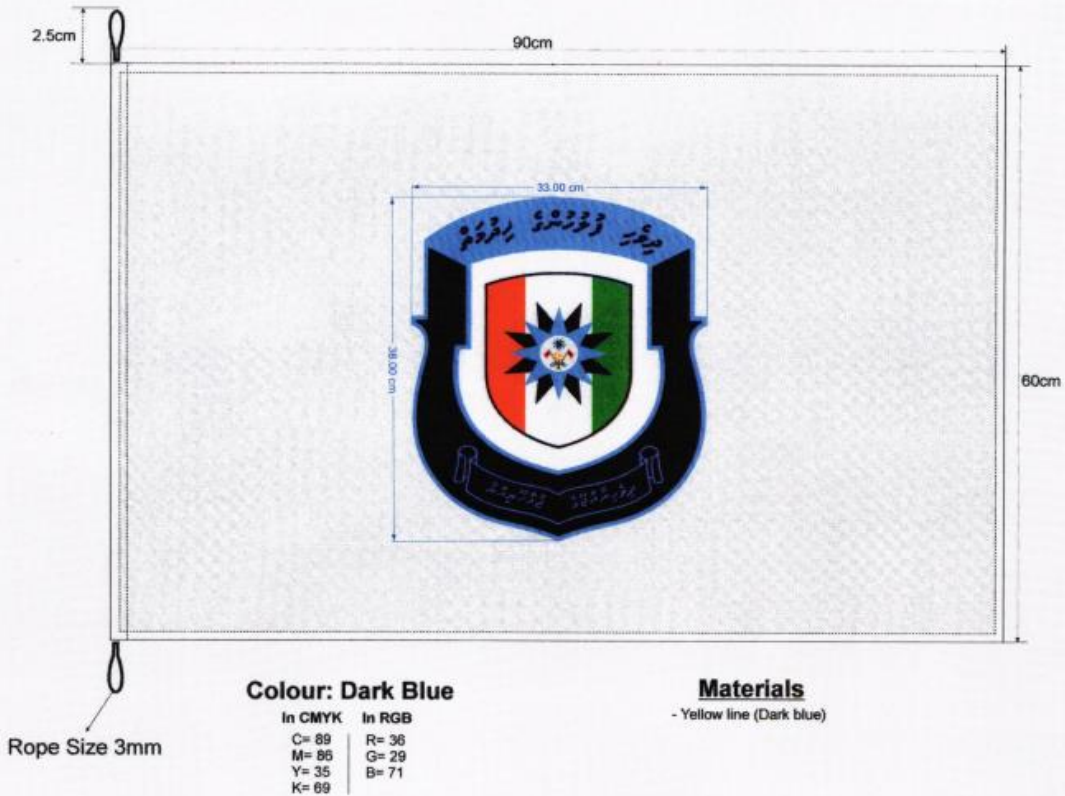 2.5cm
90cm
33.00 cm
ދިވެހި ފުލުހުންގެ ޚިދުމަތް
38.00 cm
60cm
Rope Size 3mm
Colour: Dark Blue
In CMYK In RGB
C= 89 R= 36
M= 86 G= 29
Y= 35 B= 71
K= 69
Materials
- Yellow line (Dark blue)